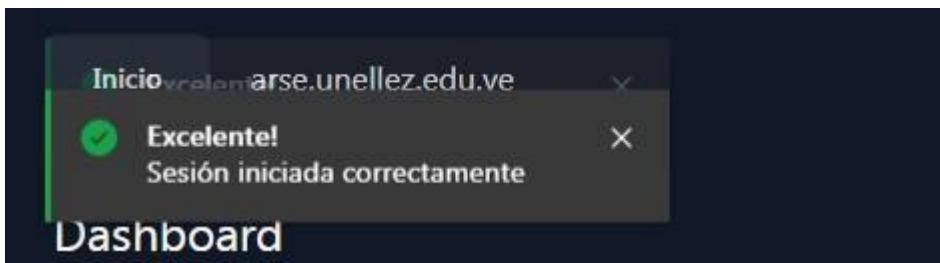 Inicio arse.unellez.edu.ve
Excelente!
Sesión iniciada correctamente
Dashboard